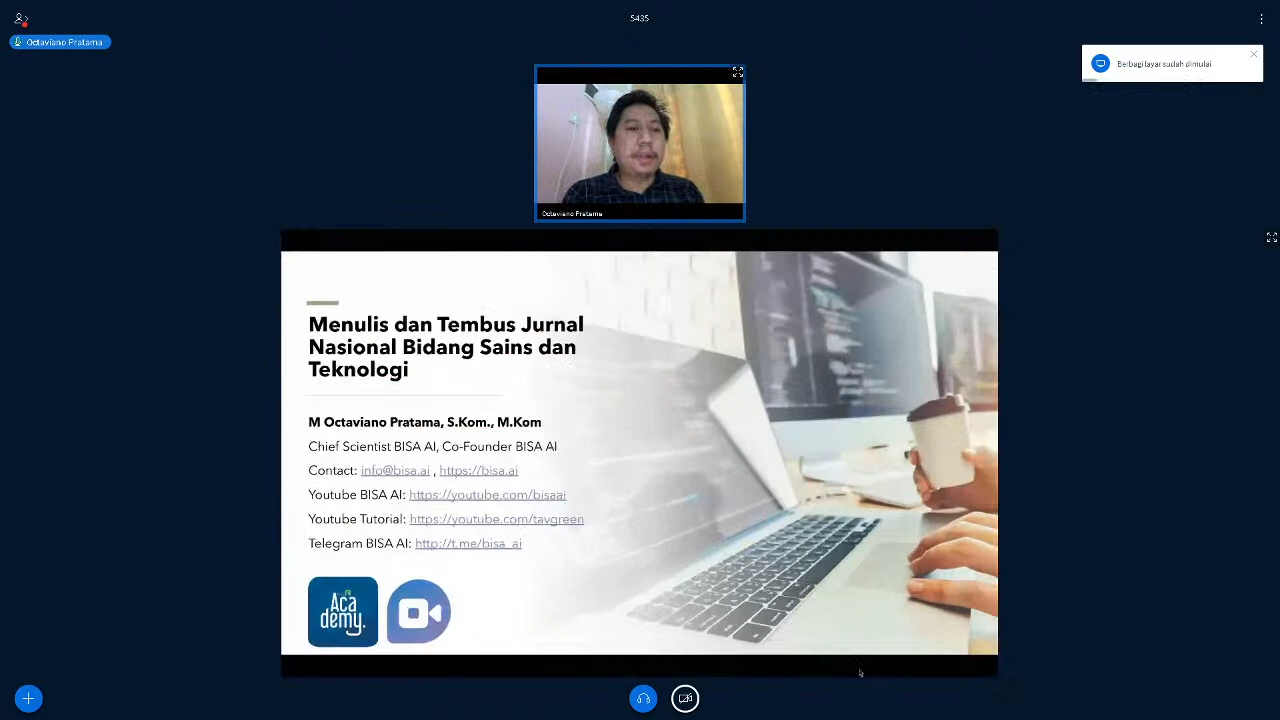 5435
Octaviano Pratama
Berbagi layar sudah dimulai
Octaviano Pratama
Menulis dan Tembus Jurnal
Nasional Bidang Sains dan
Teknologi
M Octaviano Pratama, S.Kom., M.Kom
Chief Scientist BISA AI, Co-Founder BISA AI
Contact: info@bisa.ai , https://bisa.ai
Youtube BISA AI: https://youtube.com/bisaai
Youtube Tutorial: https://youtube.com/tavgreen
Telegram BISA AI: http://t.me/bisa_ai
Aca
demy.